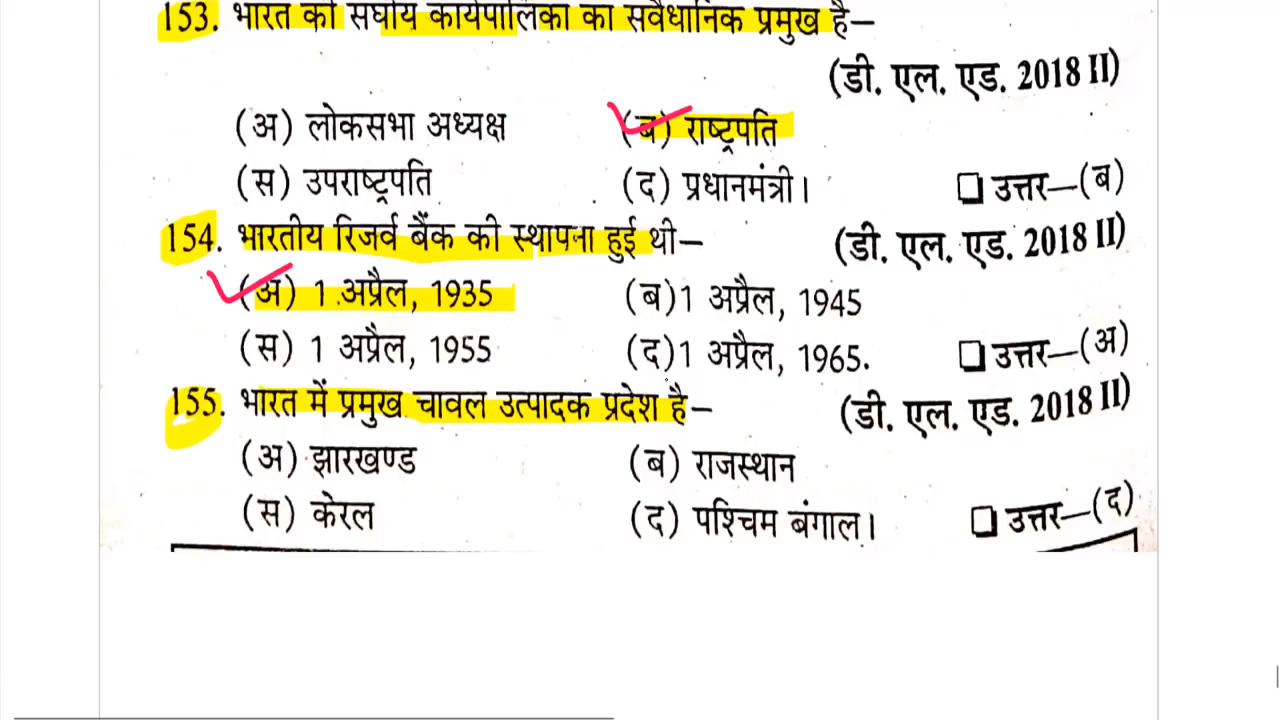 153. भारत की संघीय कार्यपालिका का संवैधानिक प्रमुख है–
(डी. एल. एड. 2018 II)
(अ) लोकसभा अध्यक्ष (ब) राष्ट्रपति
(स) उपराष्ट्रपति (द) प्रधानमंत्री। ❑ उत्तर—(ब)
154. भारतीय रिजर्व बैंक की स्थापना हुई थी– (डी. एल. एड. 2018 II)
(अ) 1 अप्रैल, 1935 (ब) 1 अप्रैल, 1945
(स) 1 अप्रैल, 1955 (द) 1 अप्रैल, 1965. ❑ उत्तर—(अ)
155. भारत में प्रमुख चावल उत्पादक प्रदेश है– (डी. एल. एड. 2018 II)
(अ) झारखण्ड (ब) राजस्थान
(स) केरल (द) पश्चिम बंगाल। ❑ उत्तर—(द)